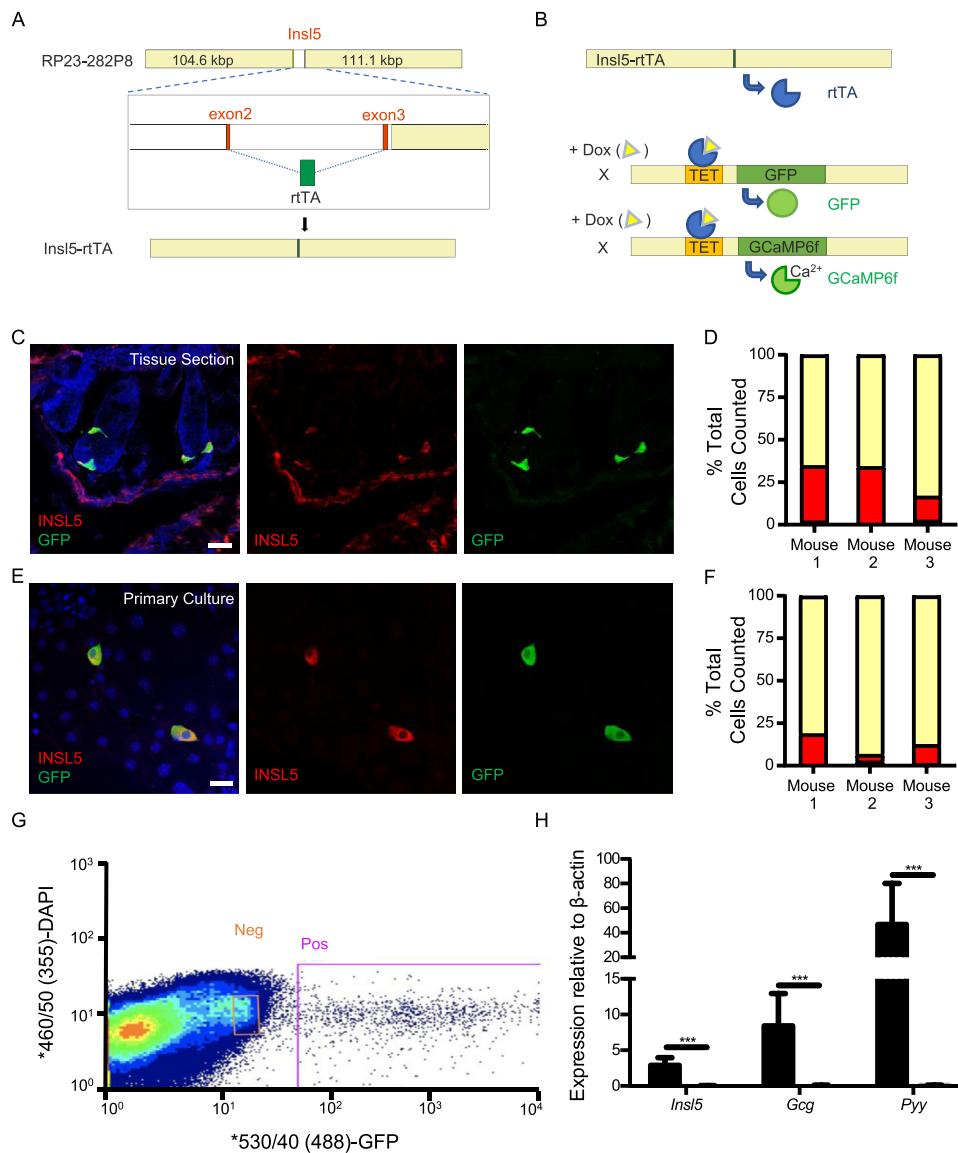 A
Insl5
RP23-282P8
104.6 kbp
111.1 kbp
exon2
exon3
rtTA
Insl5-rtTA
B
Insl5-rtTA
rtTA
+ Dox ( )
X
TET
GFP
GFP
+ Dox ( )
X
TET
GCaMP6f
Ca²⁺
GCaMP6f
C
Tissue Section
INSL5
GFP
INSL5
GFP
D
% Total
Cells Counted
100
75
50
25
0
Mouse
1
Mouse
2
Mouse
3
E
Primary Culture
INSL5
GFP
INSL5
GFP
F
% Total
Cells Counted
100
75
50
25
0
Mouse
1
Mouse
2
Mouse
3
G
*460/50 (355)-DAPI
10³
10²
10¹
10⁰
Neg
Pos
10⁰ 10¹ 10² 10³ 10⁴
*530/40 (488)-GFP
H
Expression relative to β-actin
100
80
60
40
20
15
10
5
0
***
***
***
Insl5
Gcg
Pyy